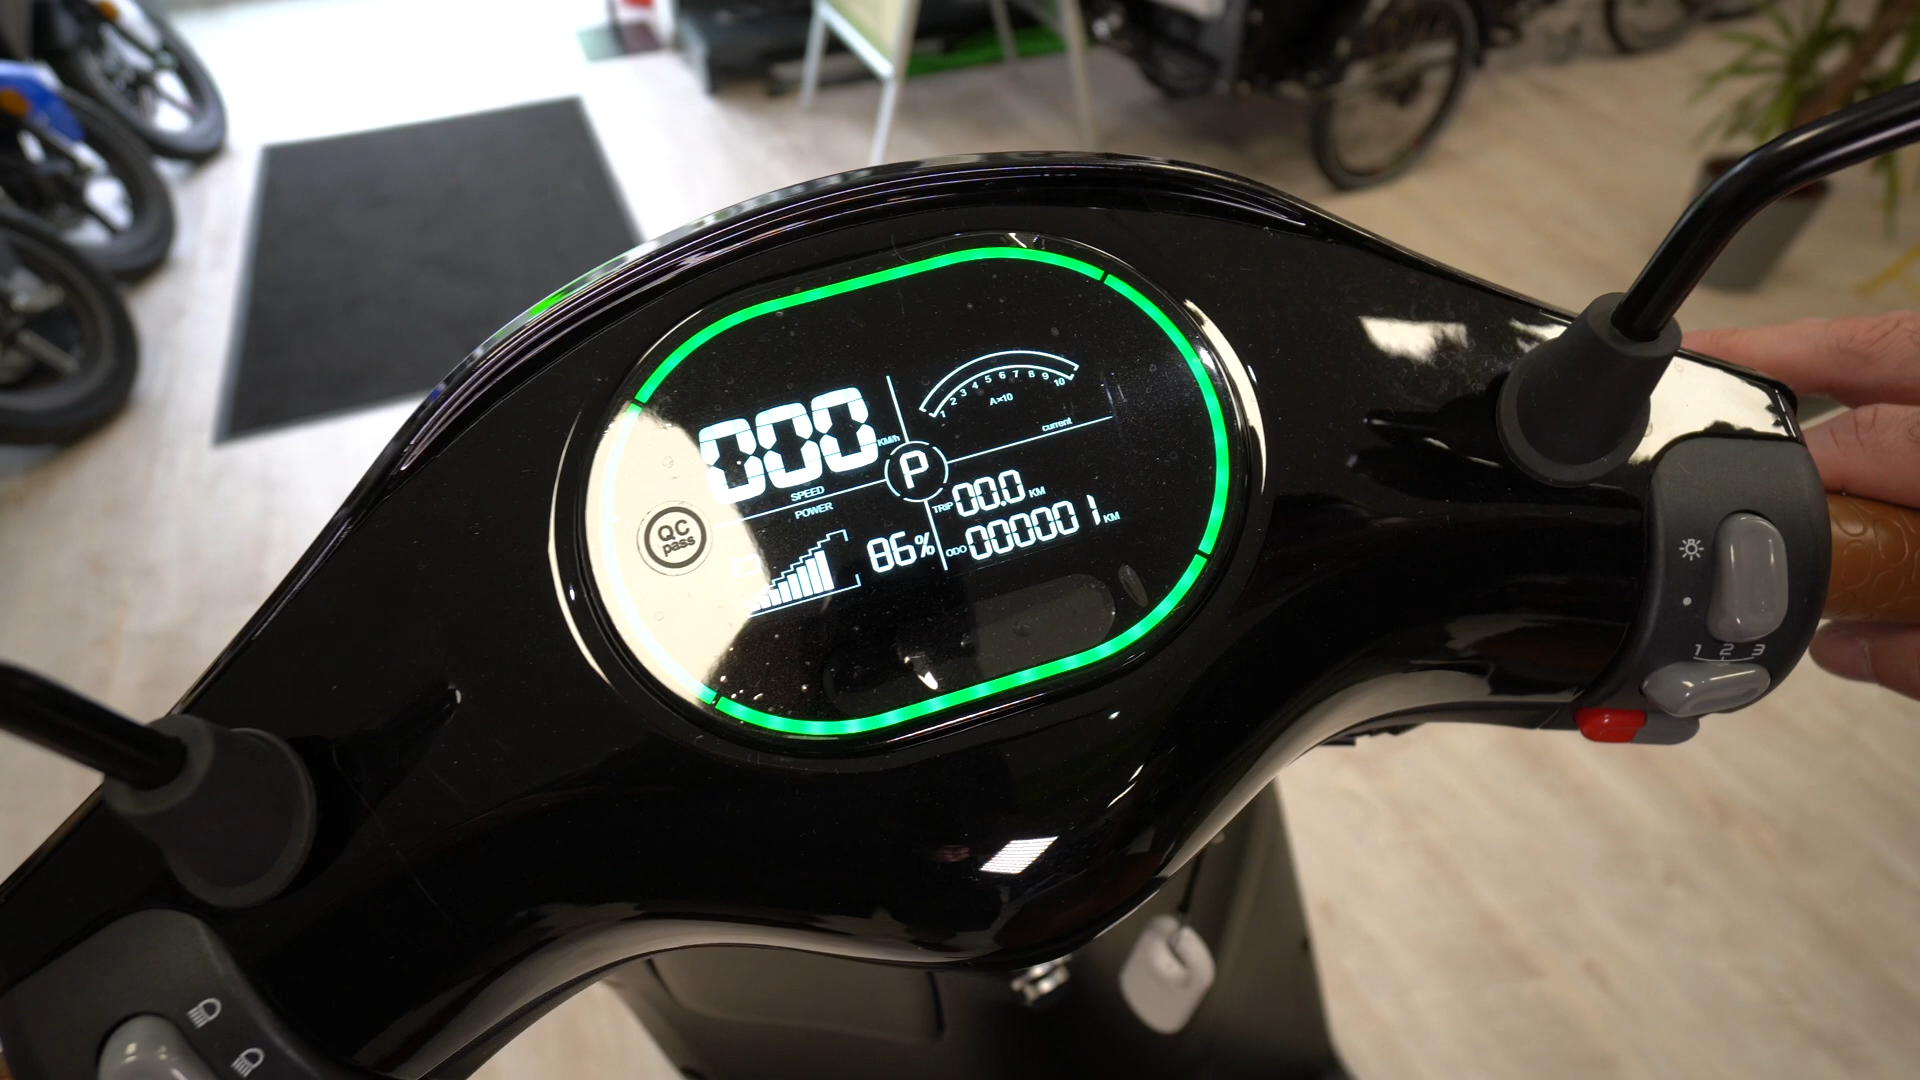 000 KM/h
SPEED
POWER
86%
QC
pass
P
1 2 3 4 5 6 7 8 9 10
A×10
current
TRIP 00.0 KM
ODO 000001 KM
1 2 3